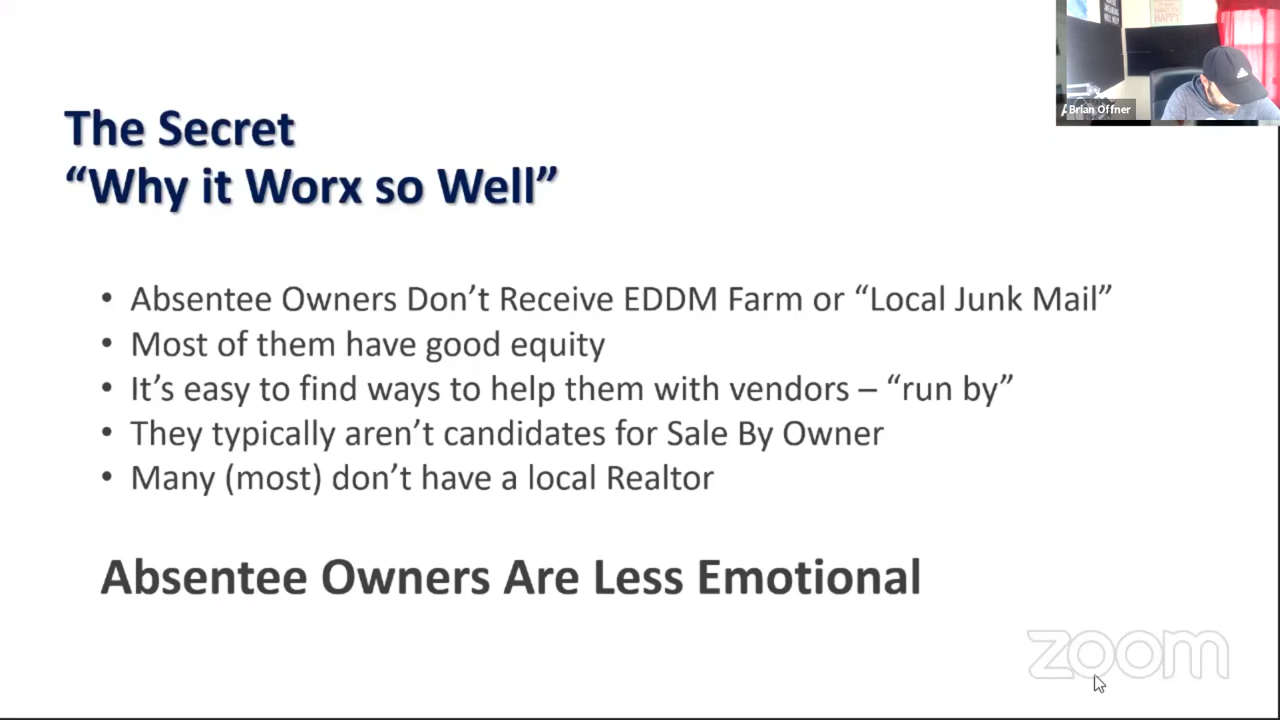 The Secret
“Why it Worx so Well”
• Absentee Owners Don’t Receive EDDM Farm or “Local Junk Mail”
• Most of them have good equity
• It’s easy to find ways to help them with vendors – “run by”
• They typically aren’t candidates for Sale By Owner
• Many (most) don’t have a local Realtor
Absentee Owners Are Less Emotional
Brian Offner
HAPPY
zoom